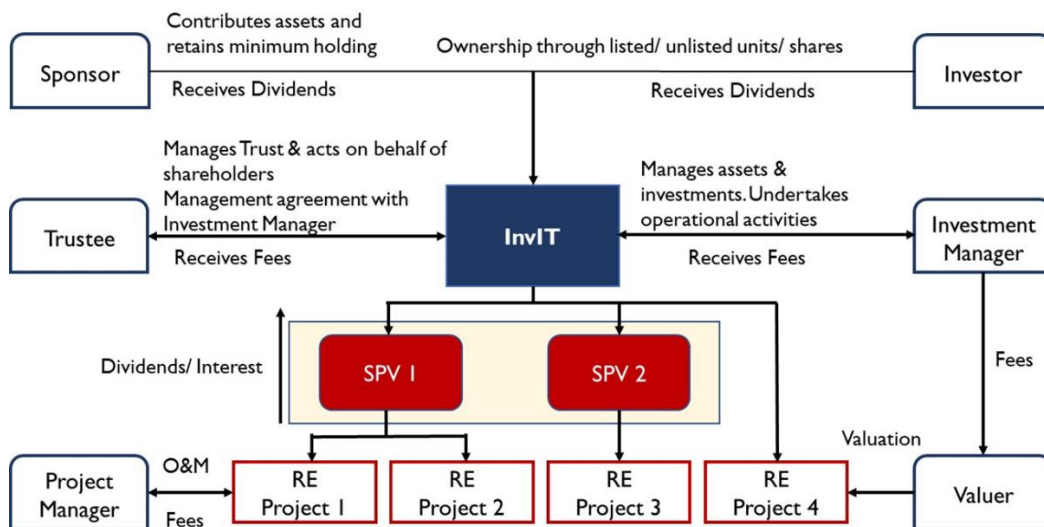 Contributes assets and
retains minimum holding
Ownership through listed/ unlisted units/ shares
Sponsor
Investor
Receives Dividends
Receives Dividends
Manages Trust & acts on behalf of
shareholders
Management agreement with
Investment Manager
Manages assets &
investments. Undertakes
operational activities
Trustee
InvIT
Investment
Manager
Receives Fees
Receives Fees
Dividends/ Interest
SPV 1
SPV 2
Fees
Valuation
Project
Manager
O&M
Fees
RE
Project 1
RE
Project 2
RE
Project 3
RE
Project 4
Valuer